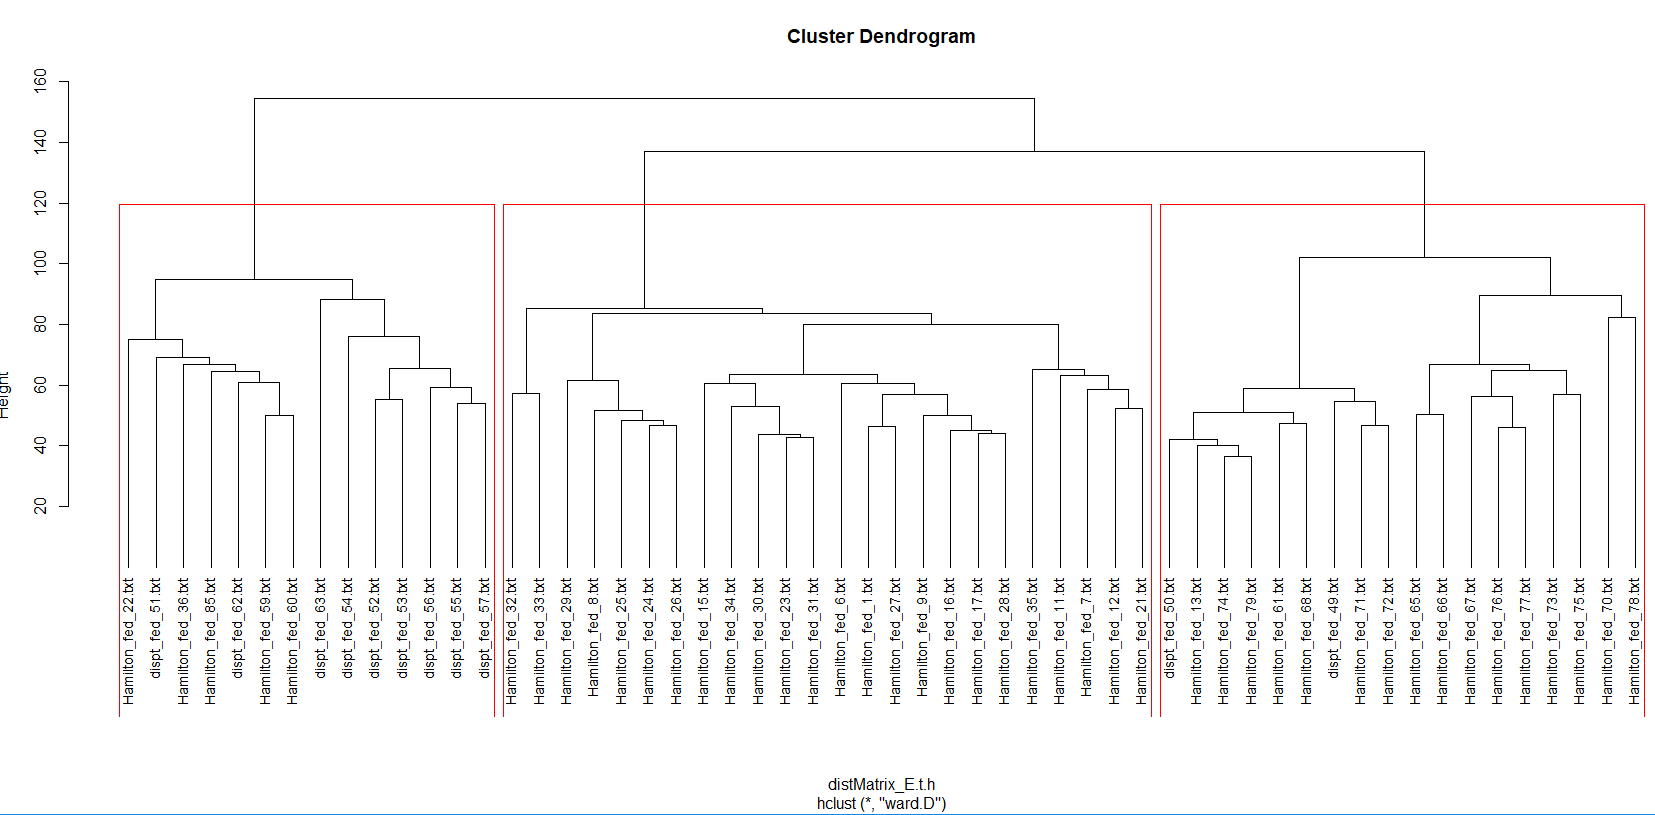 Cluster Dendrogram
Height
160
140
120
100
80
60
40
20
Hamilton_fed_22.txt
dispt_fed_51.txt
Hamilton_fed_36.txt
Hamilton_fed_85.txt
dispt_fed_62.txt
Hamilton_fed_59.txt
Hamilton_fed_60.txt
dispt_fed_63.txt
dispt_fed_54.txt
dispt_fed_52.txt
dispt_fed_53.txt
dispt_fed_56.txt
dispt_fed_55.txt
dispt_fed_57.txt
Hamilton_fed_32.txt
Hamilton_fed_33.txt
Hamilton_fed_29.txt
Hamilton_fed_8.txt
Hamilton_fed_25.txt
Hamilton_fed_24.txt
Hamilton_fed_26.txt
Hamilton_fed_15.txt
Hamilton_fed_34.txt
Hamilton_fed_30.txt
Hamilton_fed_23.txt
Hamilton_fed_31.txt
Hamilton_fed_6.txt
Hamilton_fed_1.txt
Hamilton_fed_27.txt
Hamilton_fed_9.txt
Hamilton_fed_16.txt
Hamilton_fed_17.txt
Hamilton_fed_28.txt
Hamilton_fed_35.txt
Hamilton_fed_11.txt
Hamilton_fed_7.txt
Hamilton_fed_12.txt
Hamilton_fed_21.txt
dispt_fed_50.txt
Hamilton_fed_13.txt
Hamilton_fed_74.txt
Hamilton_fed_79.txt
Hamilton_fed_61.txt
Hamilton_fed_68.txt
dispt_fed_49.txt
Hamilton_fed_71.txt
Hamilton_fed_72.txt
Hamilton_fed_65.txt
Hamilton_fed_66.txt
Hamilton_fed_67.txt
Hamilton_fed_76.txt
Hamilton_fed_77.txt
Hamilton_fed_73.txt
Hamilton_fed_75.txt
Hamilton_fed_70.txt
Hamilton_fed_78.txt
distMatrix_E.t.h
hclust (*, "ward.D")